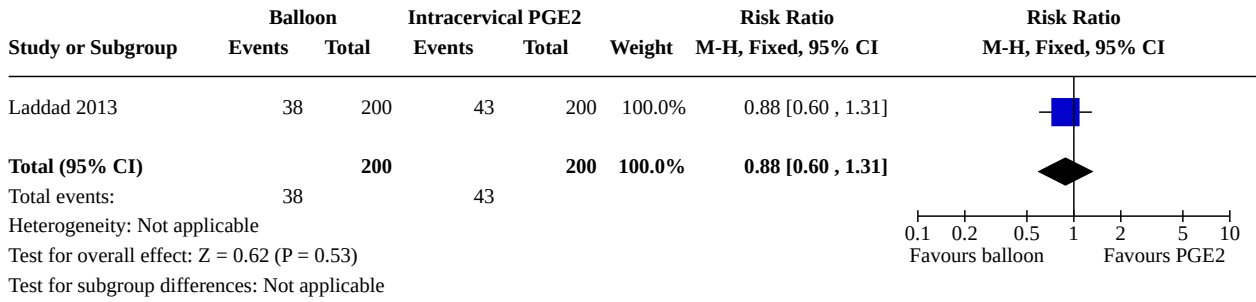 Balloon Intracervical PGE2 Risk Ratio Risk Ratio
Study or Subgroup Events Total Events Total Weight M-H, Fixed, 95% CI M-H, Fixed, 95% CI
Laddad 2013 38 200 43 200 100.0% 0.88 [0.60 , 1.31]
Total (95% CI) 200 200 100.0% 0.88 [0.60 , 1.31]
Total events: 38 43
Heterogeneity: Not applicable
0.1 0.2 0.5 1 2 5 10
Test for overall effect: Z = 0.62 (P = 0.53) Favours balloon Favours PGE2
Test for subgroup differences: Not applicable